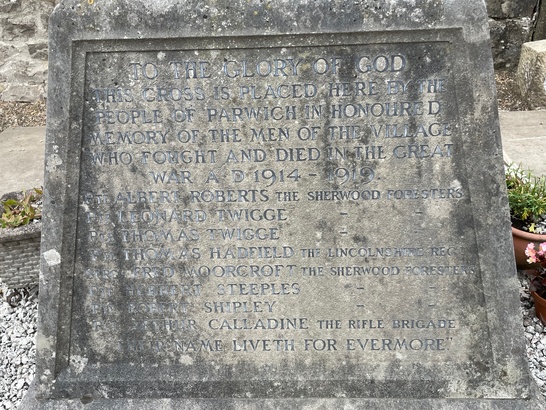 TO THE GLORY OF GOD
THIS CROSS IS PLACED HERE BY THE
PEOPLE OF PARWICH IN HONOURED
MEMORY OF THE MEN OF THE VILLAGE
WHO FOUGHT AND DIED IN THE GREAT
WAR A.D 1914 - 1919.
ALBERT ROBERTS THE SHERWOOD FORESTERS
LEONARD TWIGGE - -
THOMAS TWIGGE - -
THOMAS HADFIELD THE LINCOLNSHIRE REG
MOORCROFT THE SHERWOOD FORESTERS
STEEPLES - -
SHIPLEY - -
CALLADINE THE RIFLE BRIGADE
NAME LIVETH FOR EVERMORE"